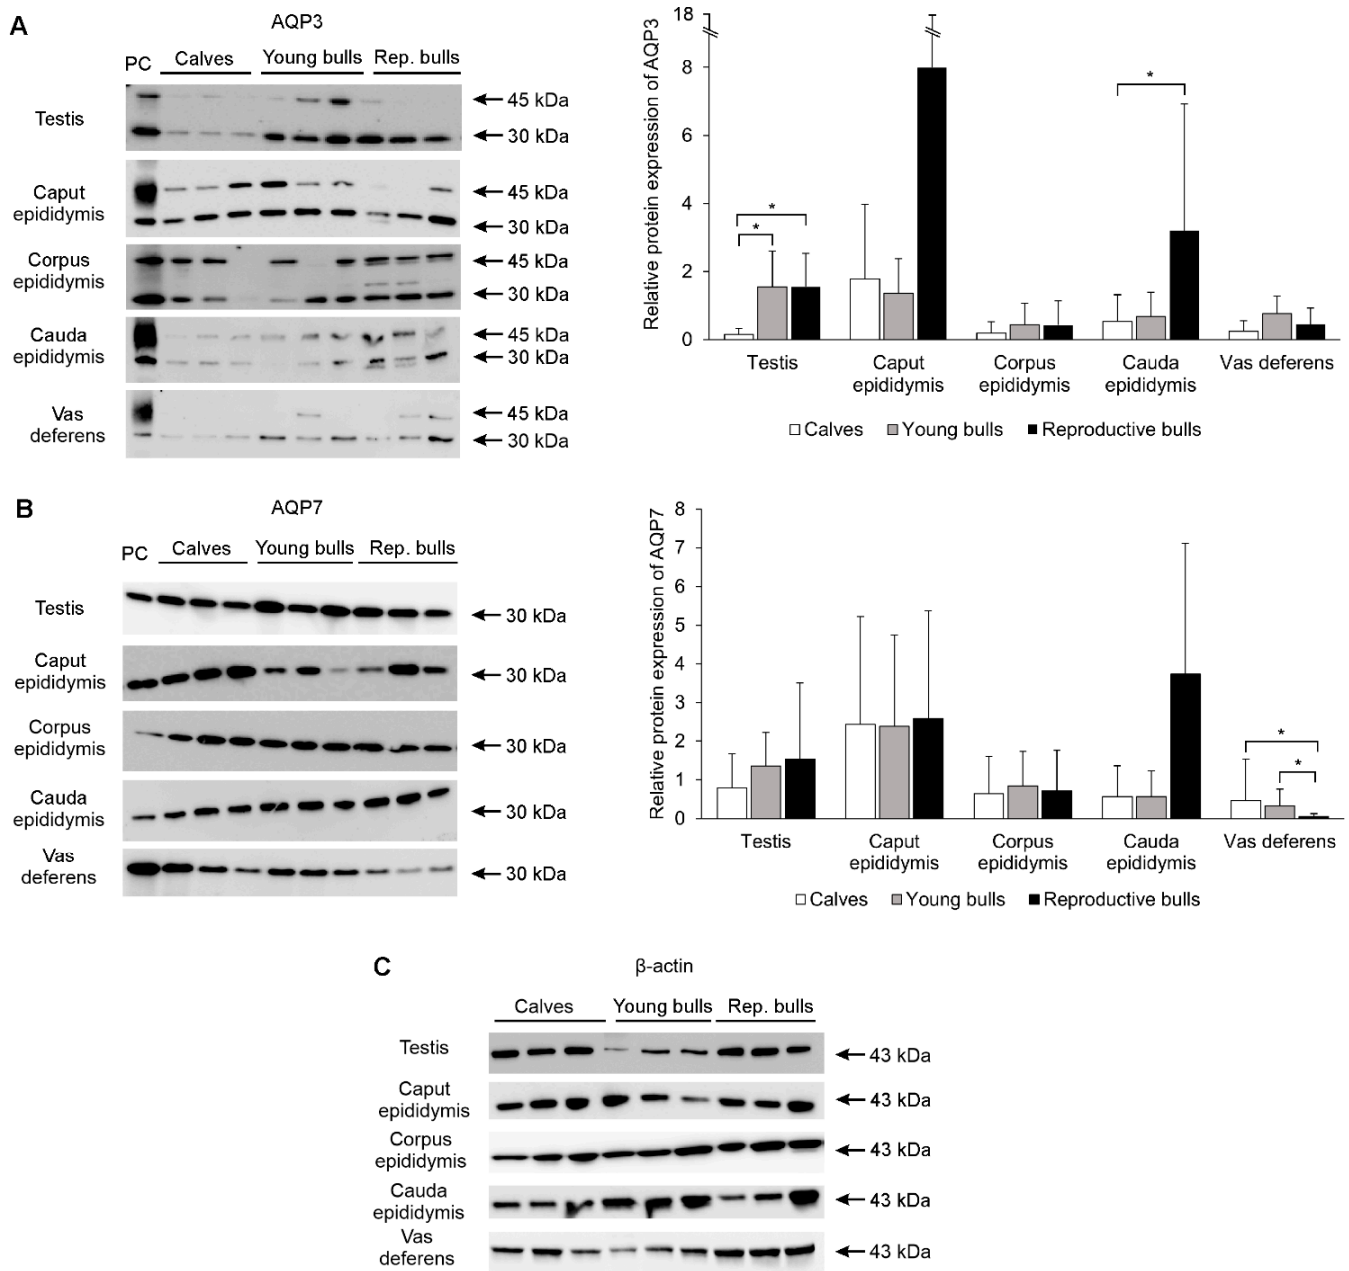 A
AQP3
PC Calves Young bulls Rep. bulls
Testis
45 kDa
30 kDa
Caput
epididymis
45 kDa
30 kDa
Corpus
epididymis
45 kDa
30 kDa
Cauda
epididymis
45 kDa
30 kDa
Vas
deferens
45 kDa
30 kDa
Relative protein expression of AQP3
18
8
6
4
2
0
*
*
*
Testis
Caput
epididymis
Corpus
epididymis
Cauda
epididymis
Vas deferens
Calves Young bulls Reproductive bulls
B
AQP7
PC Calves Young bulls Rep. bulls
Testis
30 kDa
Caput
epididymis
30 kDa
Corpus
epididymis
30 kDa
Cauda
epididymis
30 kDa
Vas
deferens
30 kDa
Relative protein expression of AQP7
8
7
6
5
4
3
2
1
0
*
*
Testis
Caput
epididymis
Corpus
epididymis
Cauda
epididymis
Vas deferens
Calves Young bulls Reproductive bulls
C
β-actin
Calves Young bulls Rep. bulls
Testis
43 kDa
Caput
epididymis
43 kDa
Corpus
epididymis
43 kDa
Cauda
epididymis
43 kDa
Vas
deferens
43 kDa